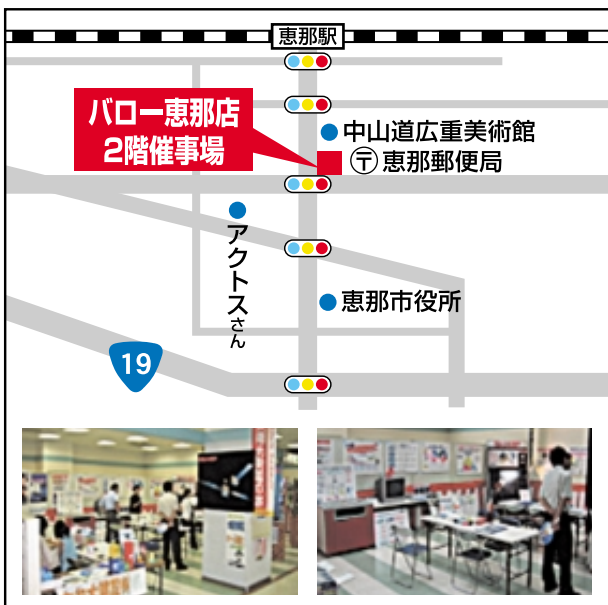 恵那駅
バロー恵那店
2階催事場
中山道広重美術館
〒恵那郵便局
アクトスさん
恵那市役所
19